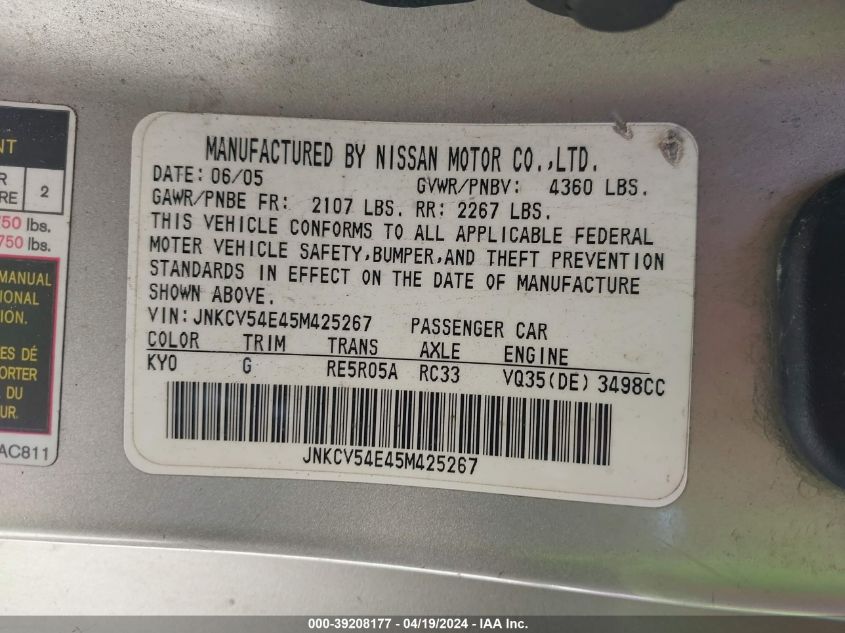 NT
R
RE 2
750 lbs.
750 lbs.
MANUAL
IONAL
ION.
ES DÉ
PORTER
DU
UR.
AC811
MANUFACTURED BY NISSAN MOTOR CO.,LTD.
DATE: 06/05 GVWR/PNBV: 4360 LBS.
GAWR/PNBE FR: 2107 LBS. RR: 2267 LBS.
THIS VEHICLE CONFORMS TO ALL APPLICABLE FEDERAL
MOTER VEHICLE SAFETY,BUMPER,AND THEFT PREVENTION
STANDARDS IN EFFECT ON THE DATE OF MANUFACTURE
SHOWN ABOVE.
VIN: JNKCV54E45M425267 PASSENGER CAR
COLOR TRIM TRANS AXLE ENGINE
KY0 G RE5R05A RC33 VQ35(DE) 3498CC
JNKCV54E45M425267
000-39208177 - 04/19/2024 - IAA Inc.